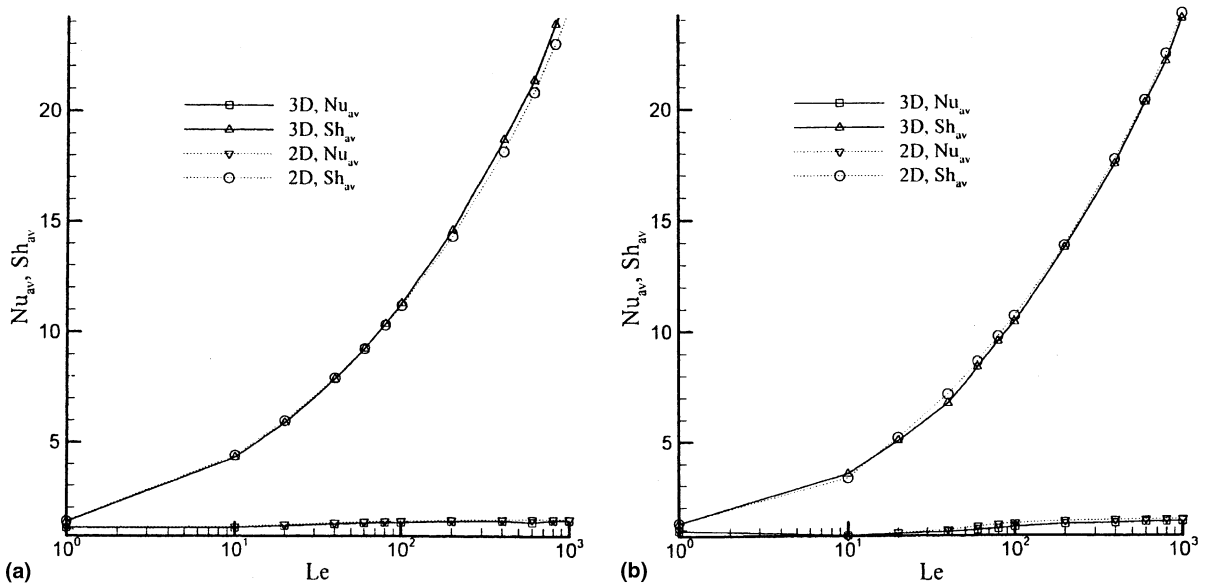 20
15
10
5
Nu_av, Sh_av
3D, Nu_av
3D, Sh_av
2D, Nu_av
2D, Sh_av
10^0
10^1
10^2
10^3
Le
(a)
20
15
10
5
Nu_av, Sh_av
3D, Nu_av
3D, Sh_av
2D, Nu_av
2D, Sh_av
10^0
10^1
10^2
10^3
Le
(b)